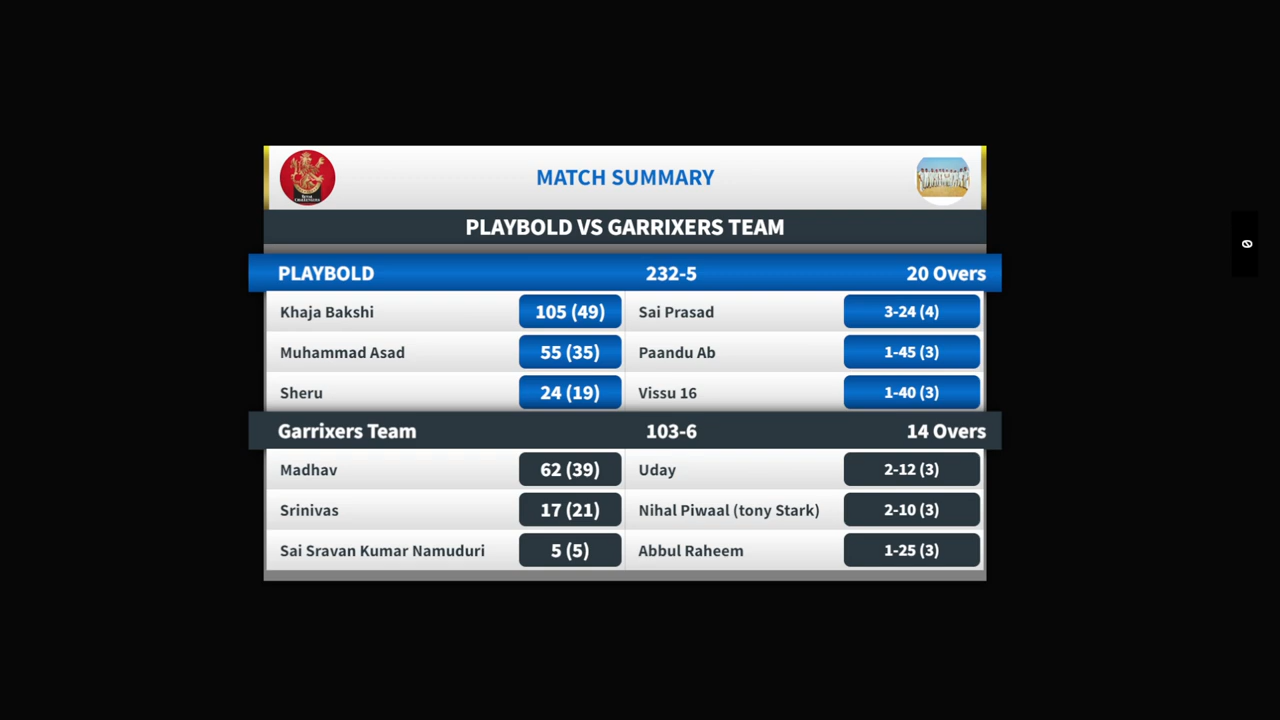 MATCH SUMMARY
PLAYBOLD VS GARRIXERS TEAM
PLAYBOLD 232-5 20 Overs
Khaja Bakshi 105 (49) Sai Prasad 3-24 (4)
Muhammad Asad 55 (35) Paandu Ab 1-45 (3)
Sheru 24 (19) Vissu 16 1-40 (3)
Garrixers Team 103-6 14 Overs
Madhav 62 (39) Uday 2-12 (3)
Srinivas 17 (21) Nihal Piwaal (tony Stark) 2-10 (3)
Sai Sravan Kumar Namuduri 5 (5) Abbul Raheem 1-25 (3)
0